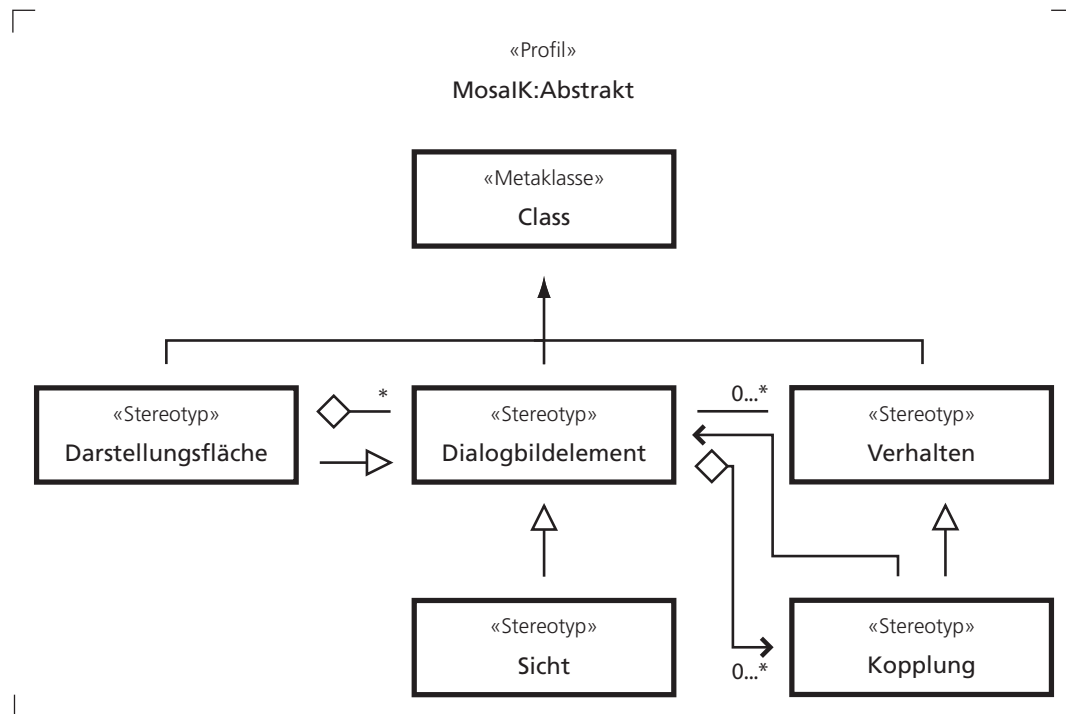 «Profil»
MosaIK:Abstrakt
«Metaklasse»
Class
«Stereotyp»
Darstellungsfläche
*
«Stereotyp»
Dialogbildelement
0...*
«Stereotyp»
Verhalten
«Stereotyp»
Sicht
0...*
«Stereotyp»
Kopplung